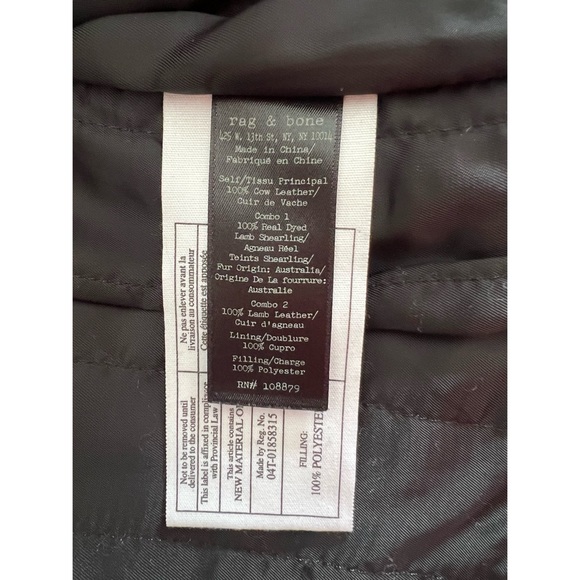 rag & bone
425 W. 13th St, NY, NY 10014
Made in China/
Fabriqué en Chine
Self/Tissu Principal
100% Cow Leather/
Cuir de Vache
Combo 1
100% Real Dyed
Lamb Shearling/
Agneau Réel
Teints Shearling/
Fur Origin: Australia/
Origine De La fourrure:
Australie
Combo 2
100% Lamb Leather/
Cuir d'agneau
Lining/Doublure
100% Cupro
Filling/Charge
100% Polyester
RN# 108879
Not to be removed until
delivered to the consumer
Ne pas enlever avant la
livraison au consommateur
This label is affixed in compliance
with Provincial Law
Cette étiquette est apposée
This article contains
NEW MATERIAL
Made by Reg. No.
04T-01858315
FILLING:
100% POLYESTER